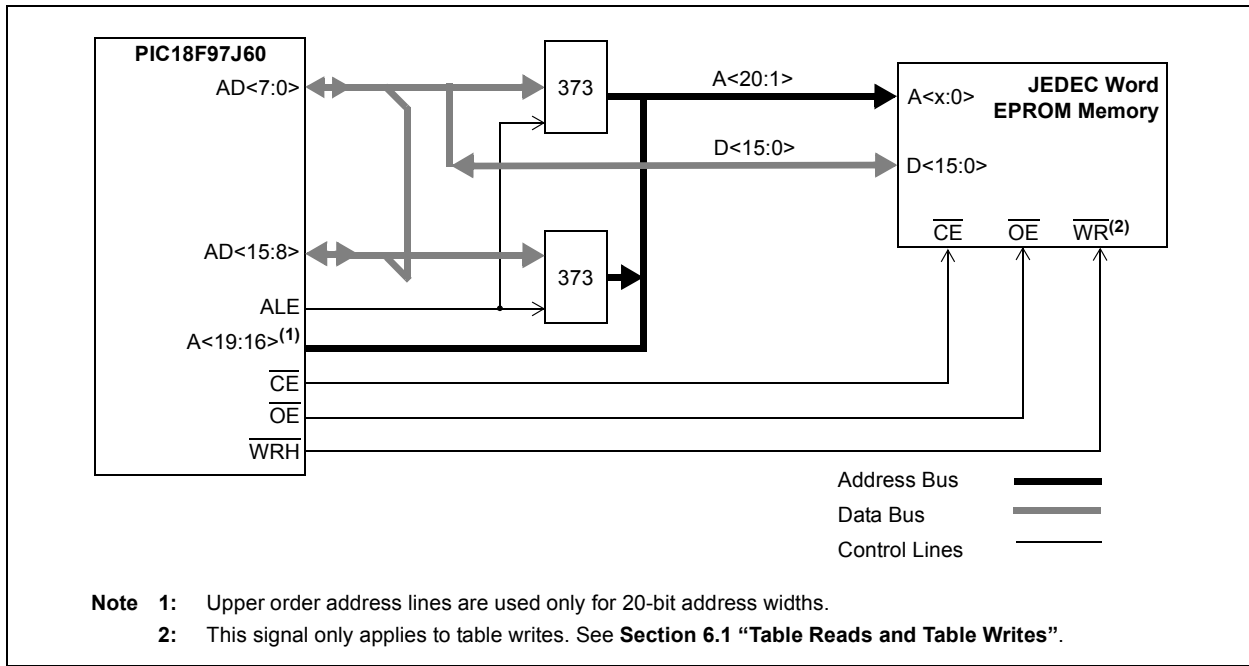 PIC18F97J60
AD<7:0>
373
A<20:1>
A<x:0>
JEDEC Word
EPROM Memory
D<15:0>
D<15:0>
AD<15:8>
373
CE
OE
WR(2)
ALE
A<19:16>(1)
CE
OE
WRH
Address Bus
Data Bus
Control Lines
Note 1: Upper order address lines are used only for 20-bit address widths.
2: This signal only applies to table writes. See Section 6.1 “Table Reads and Table Writes”.